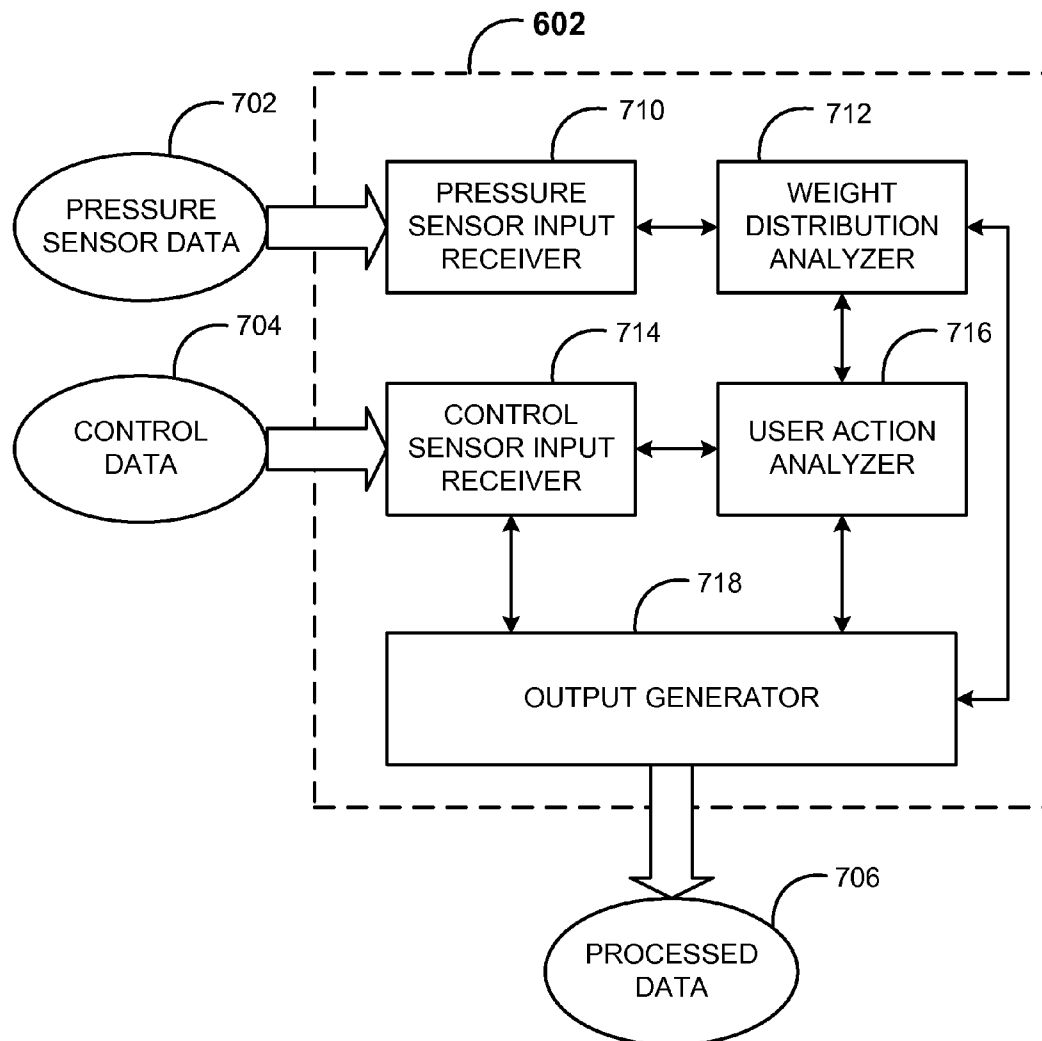 602
702
710
712
PRESSURE
SENSOR DATA
PRESSURE
SENSOR INPUT
RECEIVER
WEIGHT
DISTRIBUTION
ANALYZER
704
714
716
CONTROL
DATA
CONTROL
SENSOR INPUT
RECEIVER
USER ACTION
ANALYZER
718
OUTPUT GENERATOR
706
PROCESSED
DATA